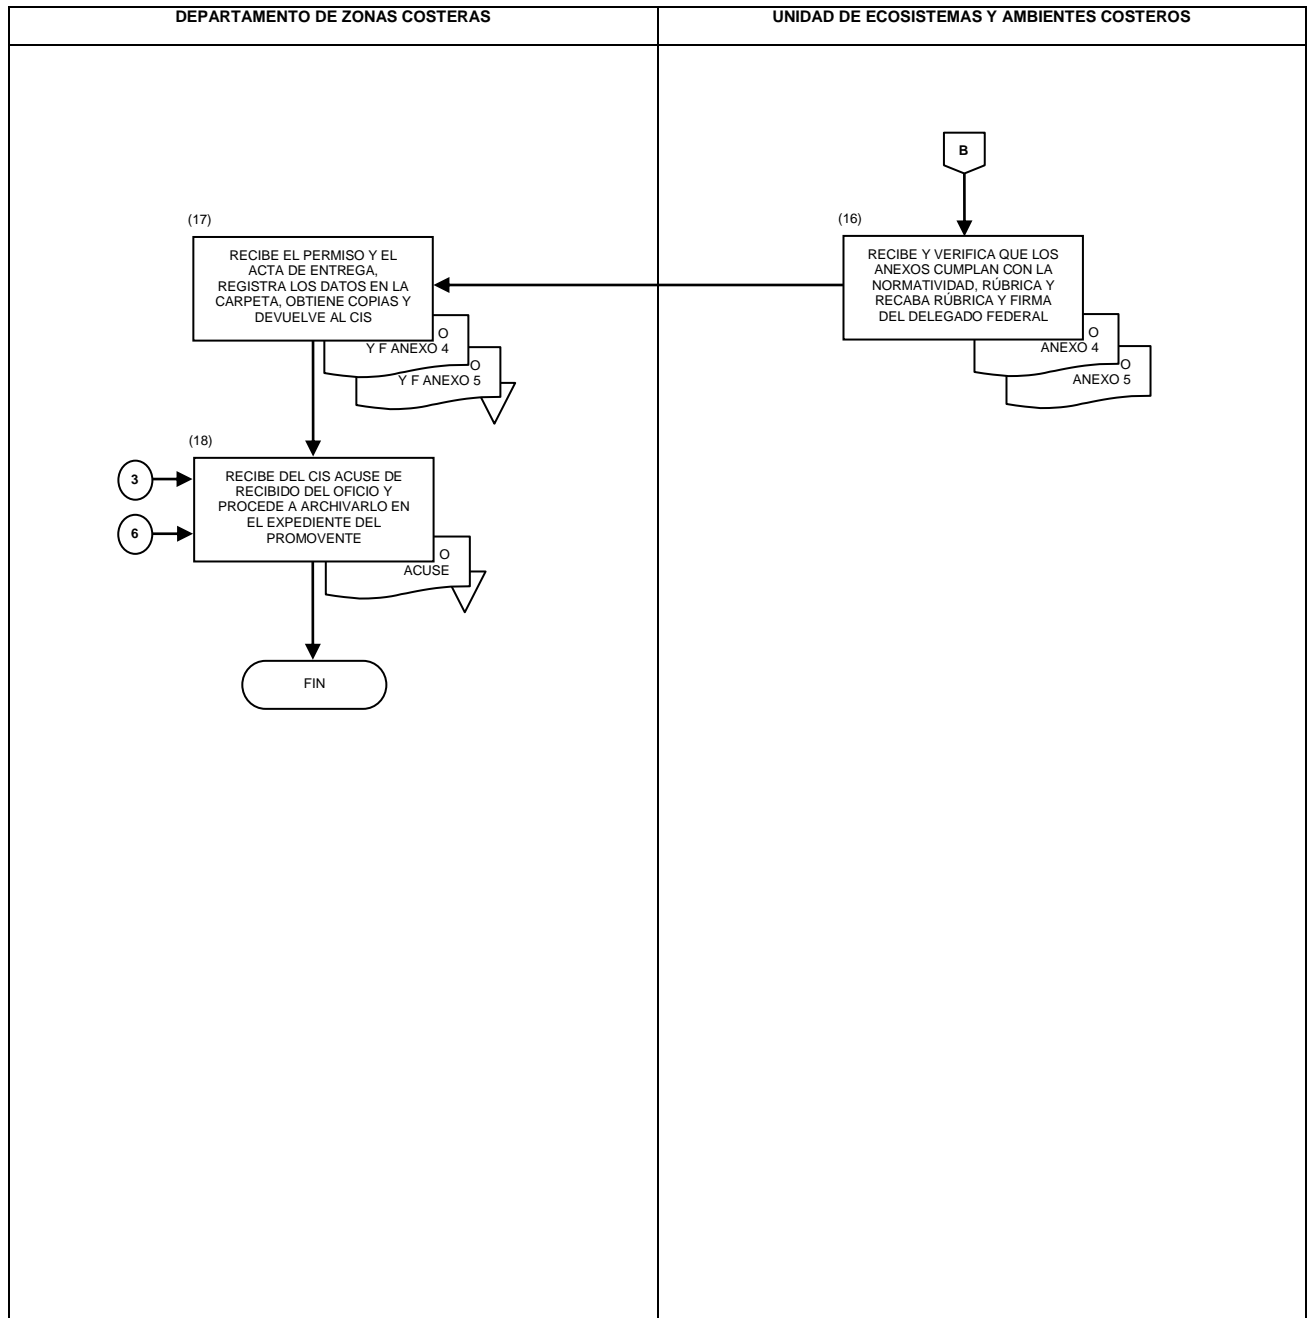 DEPARTAMENTO DE ZONAS COSTERAS
UNIDAD DE ECOSISTEMAS Y AMBIENTES COSTEROS
B
(16)
RECIBE Y VERIFICA QUE LOS
ANEXOS CUMPLAN CON LA
NORMATIVIDAD, RÚBRICA Y
RECABA RÚBRICA Y FIRMA
DEL DELEGADO FEDERAL
O
ANEXO 4
O
ANEXO 5
(17)
RECIBE EL PERMISO Y EL
ACTA DE ENTREGA,
REGISTRA LOS DATOS EN LA
CARPETA, OBTIENE COPIAS Y
DEVUELVE AL CIS
O
Y F ANEXO 4
O
Y F ANEXO 5
(18)
3
6
RECIBE DEL CIS ACUSE DE
RECIBIDO DEL OFICIO Y
PROCEDE A ARCHIVARLO EN
EL EXPEDIENTE DEL
PROMOVENTE
O
ACUSE
FIN